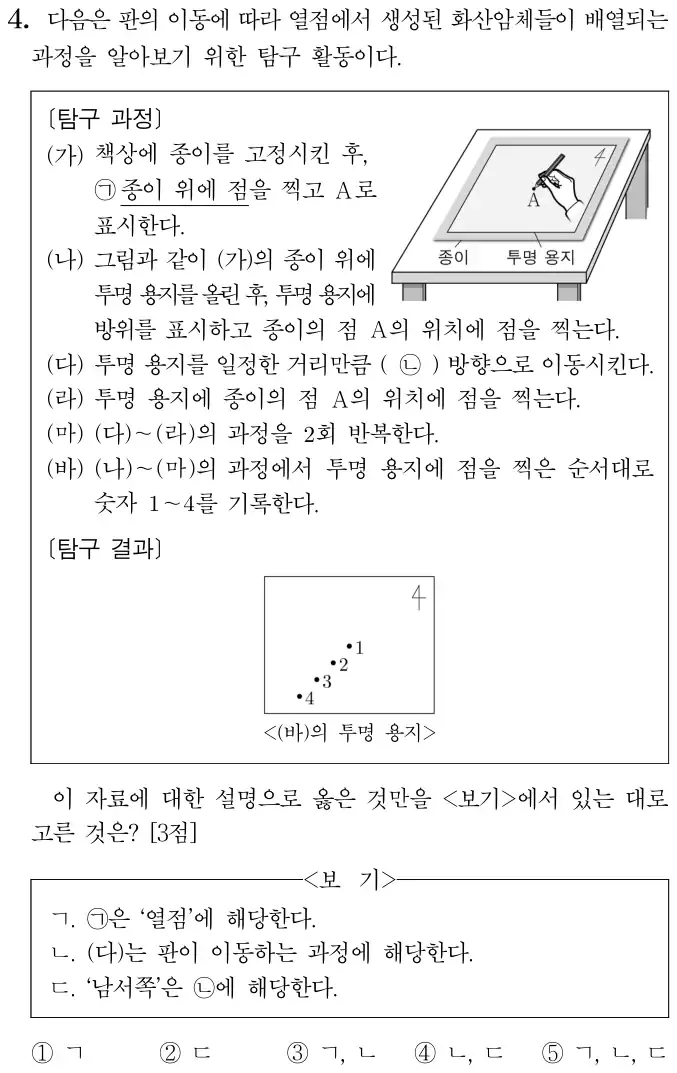 4. 다음은 판의 이동에 따라 열점에서 생성된 화산암체들이 배열되는
과정을 알아보기 위한 탐구 활동이다.
〔탐구 과정〕
(가) 책상에 종이를 고정시킨 후,
㉠종이 위에 점을 찍고 A로
표시한다.
(나) 그림과 같이 (가)의 종이 위에
투명 용지를 올린 후, 투명 용지에
방위를 표시하고 종이의 점 A의 위치에 점을 찍는다.
A
종이
투명 용지
(다) 투명 용지를 일정한 거리만큼 ( ㉡ ) 방향으로 이동시킨다.
(라) 투명 용지에 종이의 점 A의 위치에 점을 찍는다.
(마) (다)～(라)의 과정을 2회 반복한다.
(바) (나)～(마)의 과정에서 투명 용지에 점을 찍은 순서대로
숫자 1～4를 기록한다.
〔탐구 결과〕
1
2
3
4
<(바)의 투명 용지>
이 자료에 대한 설명으로 옳은 것만을 <보기>에서 있는 대로
고른 것은? [3점]
<보 기>
ㄱ. ㉠은 ‘열점’에 해당한다.
ㄴ. (다)는 판이 이동하는 과정에 해당한다.
ㄷ. ‘남서쪽’은 ㉡에 해당한다.
① ㄱ ② ㄷ ③ ㄱ, ㄴ ④ ㄴ, ㄷ ⑤ ㄱ, ㄴ, ㄷ